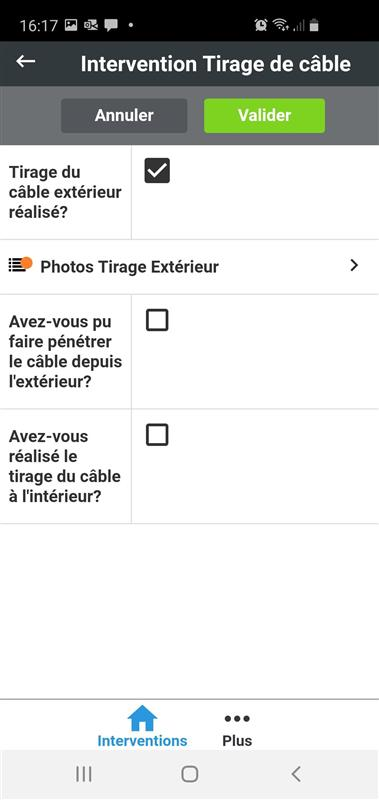 16:17
Intervention Tirage de câble
Annuler
Valider
Tirage du
câble extérieur
réalisé?
Photos Tirage Extérieur
Avez-vous pu
faire pénétrer
le câble depuis
l'extérieur?
Avez-vous
réalisé le
tirage du câble
à l'intérieur?
Interventions
Plus